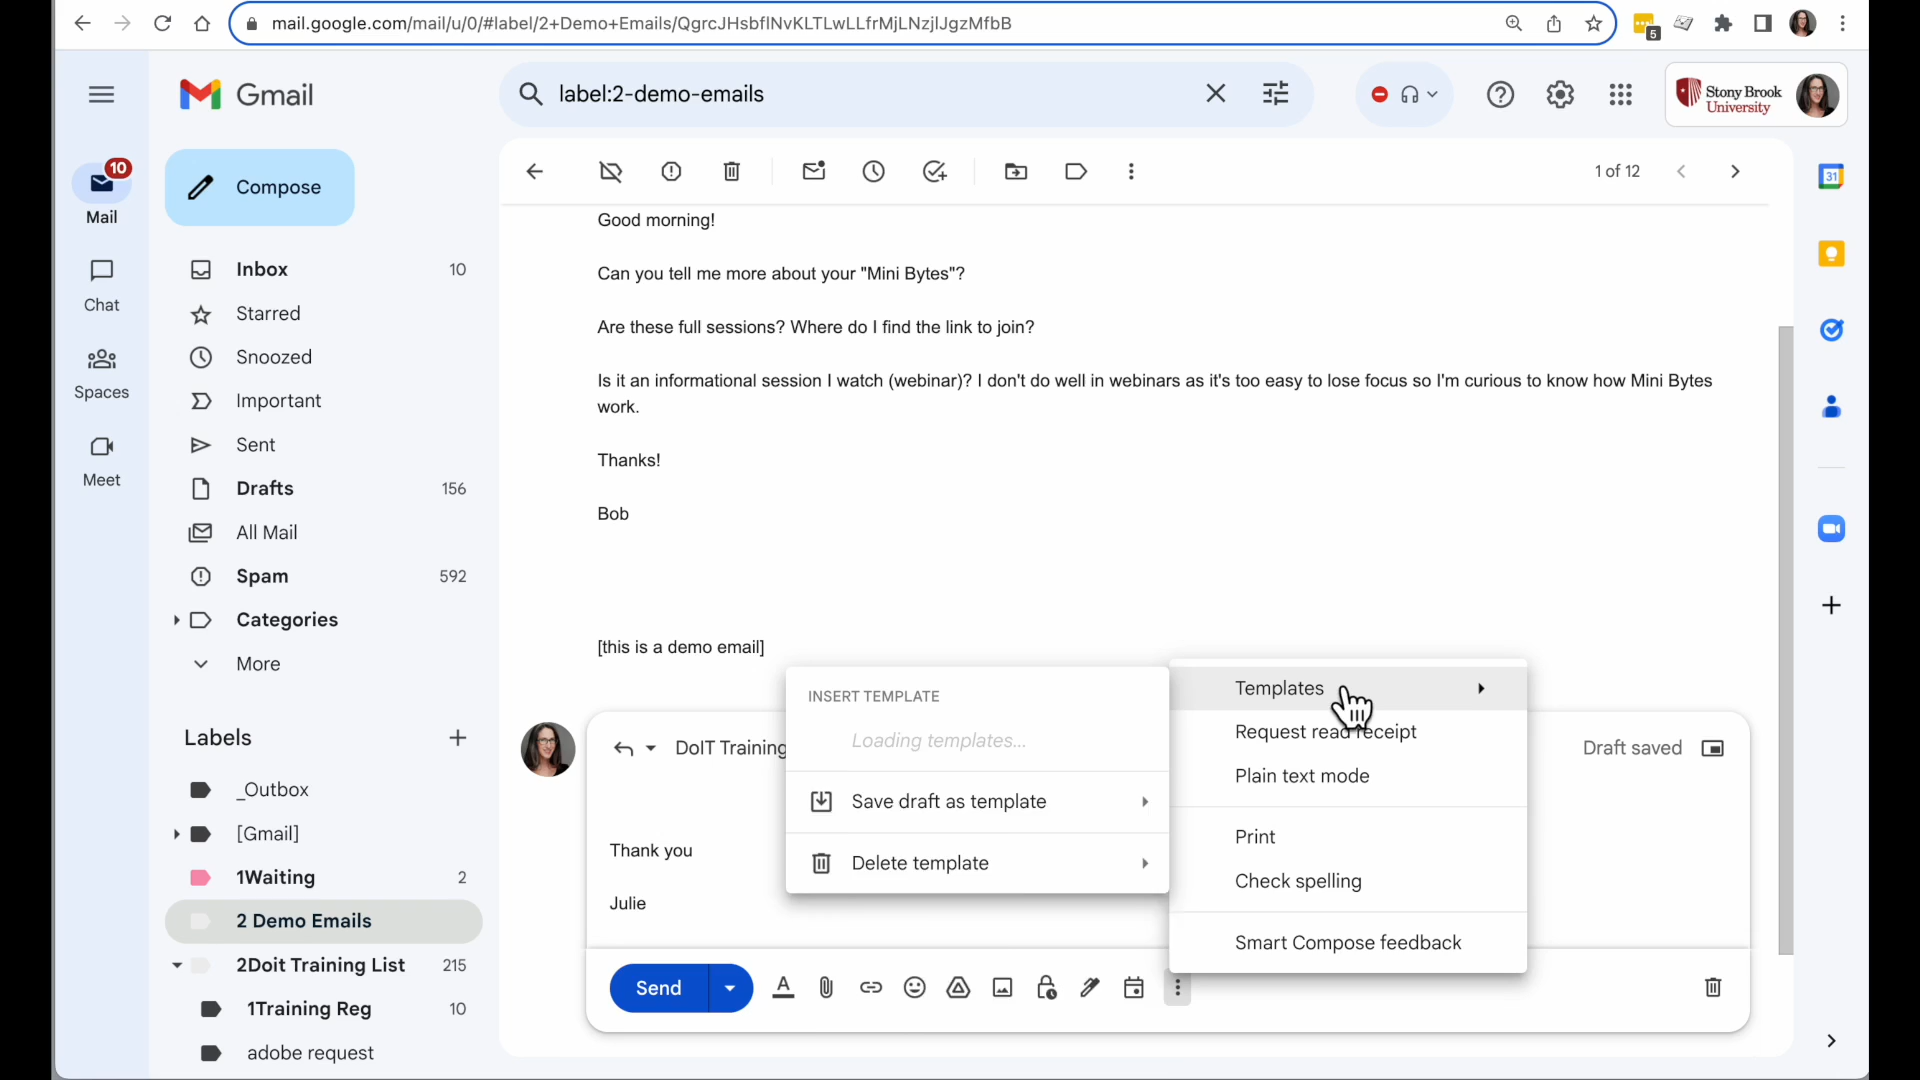 mail.google.com/mail/u/0/#label/2+Demo+Emails/QgrcJHsbflNvKLTLwLLfrMjLNzjlJgzMfbB
5
Gmail
label:2-demo-emails
Stony Brook
University
10
Mail
Chat
Spaces
Meet
Compose
Inbox 10
Starred
Snoozed
Important
Sent
Drafts 156
All Mail
Spam 592
Categories
More
Labels
_Outbox
[Gmail]
1Waiting 2
2 Demo Emails
2Doit Training List 215
1Training Reg 10
adobe request
1 of 12
31
Good morning!
Can you tell me more about your "Mini Bytes"?
Are these full sessions? Where do I find the link to join?
Is it an informational session I watch (webinar)? I don't do well in webinars as it's too easy to lose focus so I'm curious to know how Mini Bytes
work.
Thanks!
Bob
[this is a demo email]
DoIT Training
Draft saved
Thank you
Julie
Send
INSERT TEMPLATE
Loading templates...
Save draft as template
Delete template
Templates
Request read receipt
Plain text mode
Print
Check spelling
Smart Compose feedback